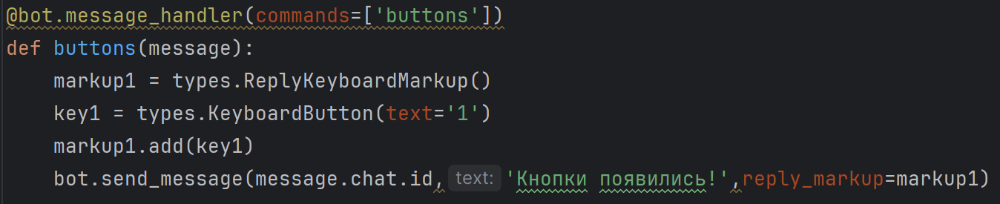 @bot.message_handler(commands=['buttons'])
def buttons(message):
    markup1 = types.ReplyKeyboardMarkup()
    key1 = types.KeyboardButton(text='1')
    markup1.add(key1)
    bot.send_message(message.chat.id, text: 'Кнопки появились!',reply_markup=markup1)